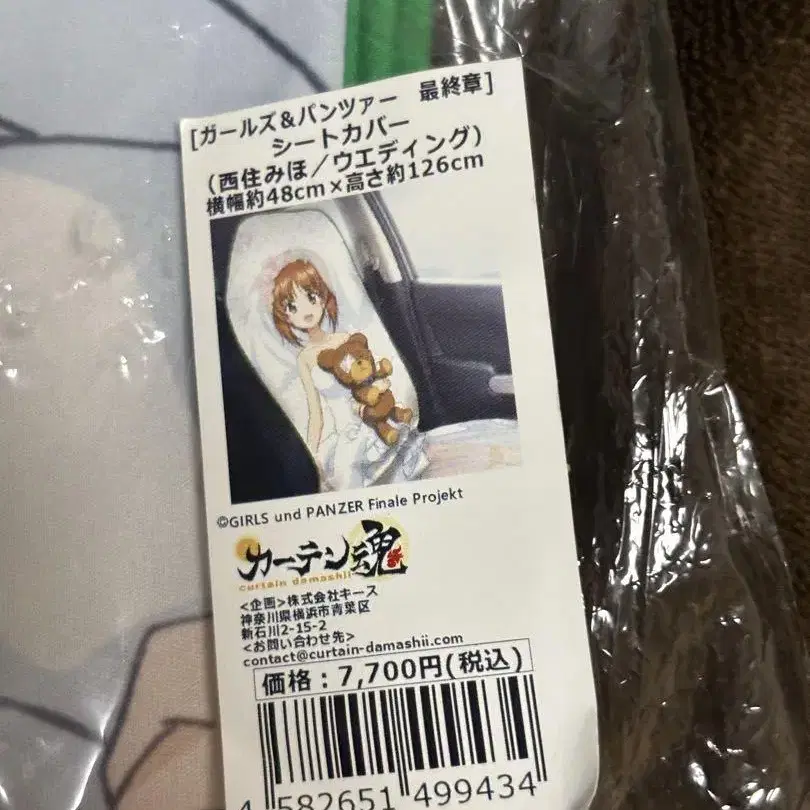 [ガールズ&パンツァー 最終章]
シートカバー
(西住みほ/ウエディング)
横幅約48cm×高さ約126cm
©GIRLS und PANZER Finale Projekt
カーテン魂
curtain damashii
<企画>株式会社キース
神奈川県横浜市青葉区
新石川2-15-2
<お問い合わせ先>
contact@curtain-damashii.com
価格:7,700円(税込)
4 582651 499434